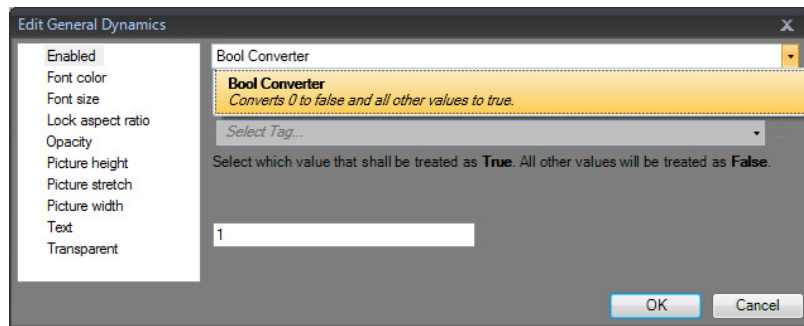 Edit General Dynamics
X
Enabled
Font color
Font size
Lock aspect ratio
Opacity
Picture height
Picture stretch
Picture width
Text
Transparent
Bool Converter
Bool Converter
Converts 0 to false and all other values to true.
Select Tag...
...
Select which value that shall be treated as True. All other values will be treated as False.
1
OK
Cancel